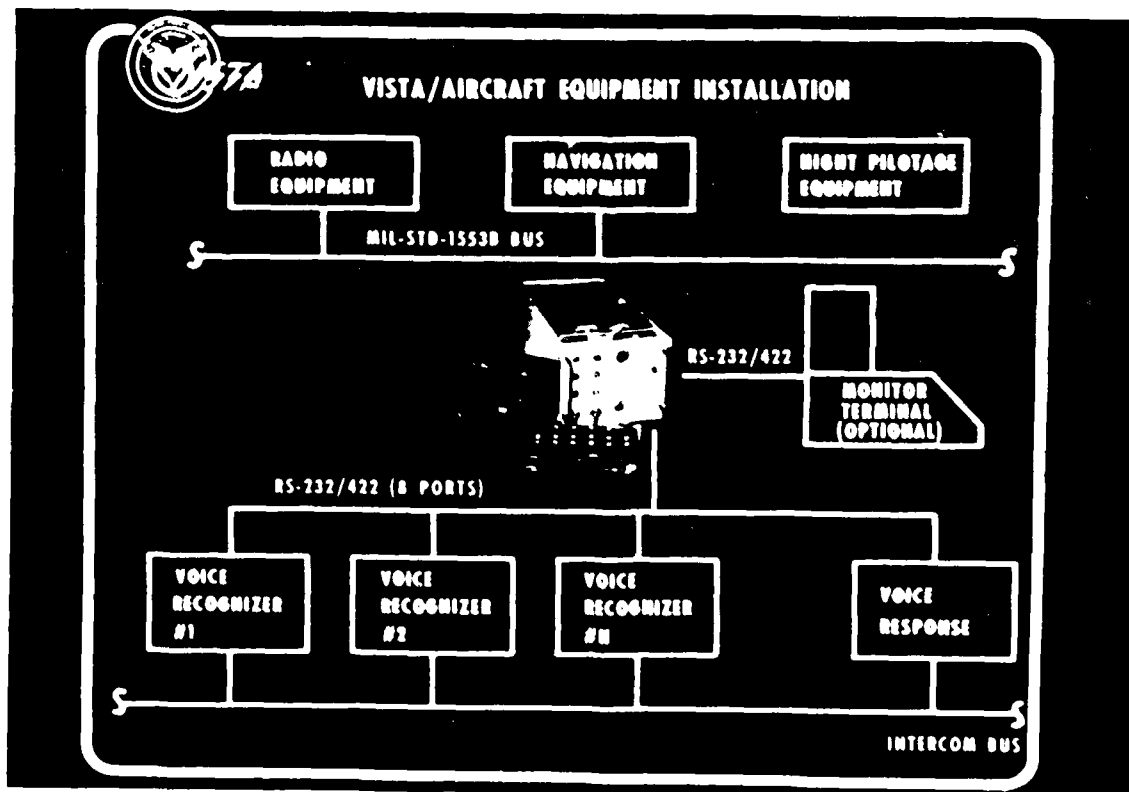 VISTA
VISTA/AIRCRAFT EQUIPMENT INSTALLATION
RADIO
EQUIPMENT
NAVIGATION
EQUIPMENT
NIGHT PILOTAGE
EQUIPMENT
MIL-STD-1553B BUS
RS-232/422
MONITOR
TERMINAL
(OPTIONAL)
RS-232/422 (8 PORTS)
VOICE
RECOGNIZER
#1
VOICE
RECOGNIZER
#2
VOICE
RECOGNIZER
#N
VOICE
RESPONSE
INTERCOM BUS